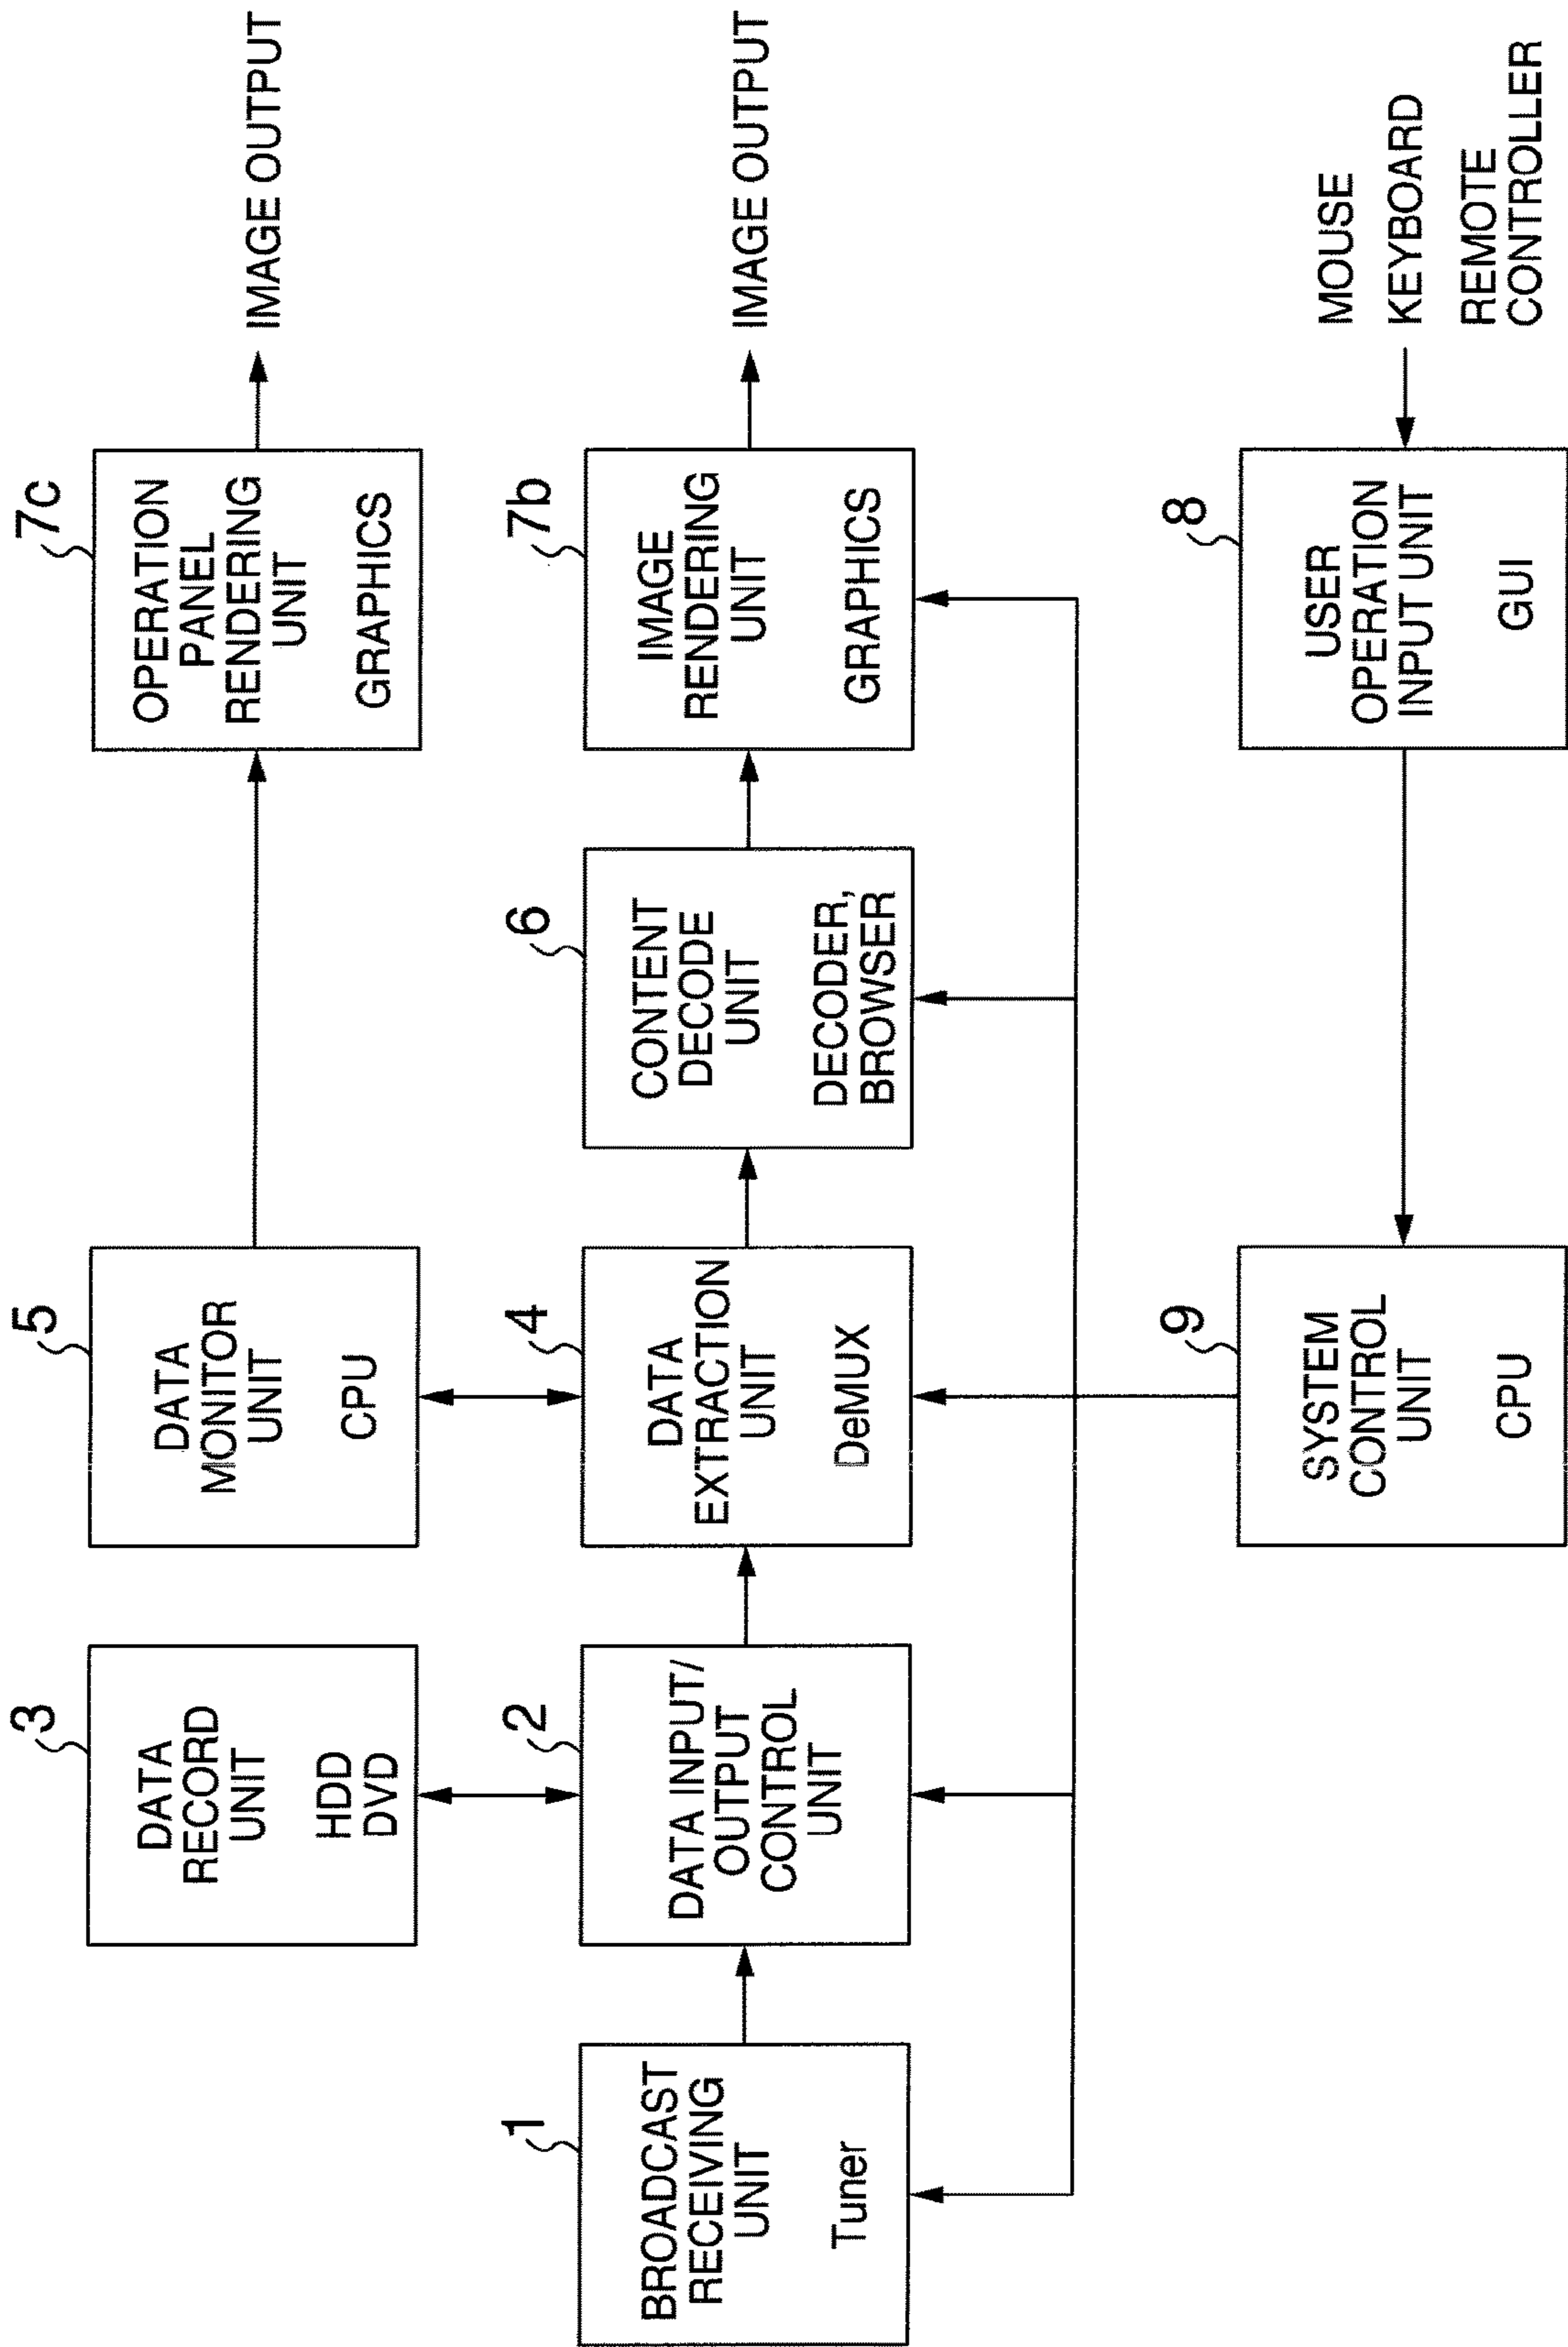 3
DATA
RECORD
UNIT
HDD
DVD
5
DATA
MONITOR
UNIT
CPU
7c
OPERATION
PANEL
RENDERING
UNIT
GRAPHICS
IMAGE OUTPUT
1
BROADCAST
RECEIVING
UNIT
Tuner
2
DATA INPUT/
OUTPUT
CONTROL
UNIT
4
DATA
EXTRACTION
UNIT
DeMUX
6
CONTENT
DECODE
UNIT
DECODER,
BROWSER
7b
IMAGE
RENDERING
UNIT
GRAPHICS
IMAGE OUTPUT
9
SYSTEM
CONTROL
UNIT
CPU
8
USER
OPERATION
INPUT UNIT
GUI
MOUSE
KEYBOARD
REMOTE
CONTROLLER